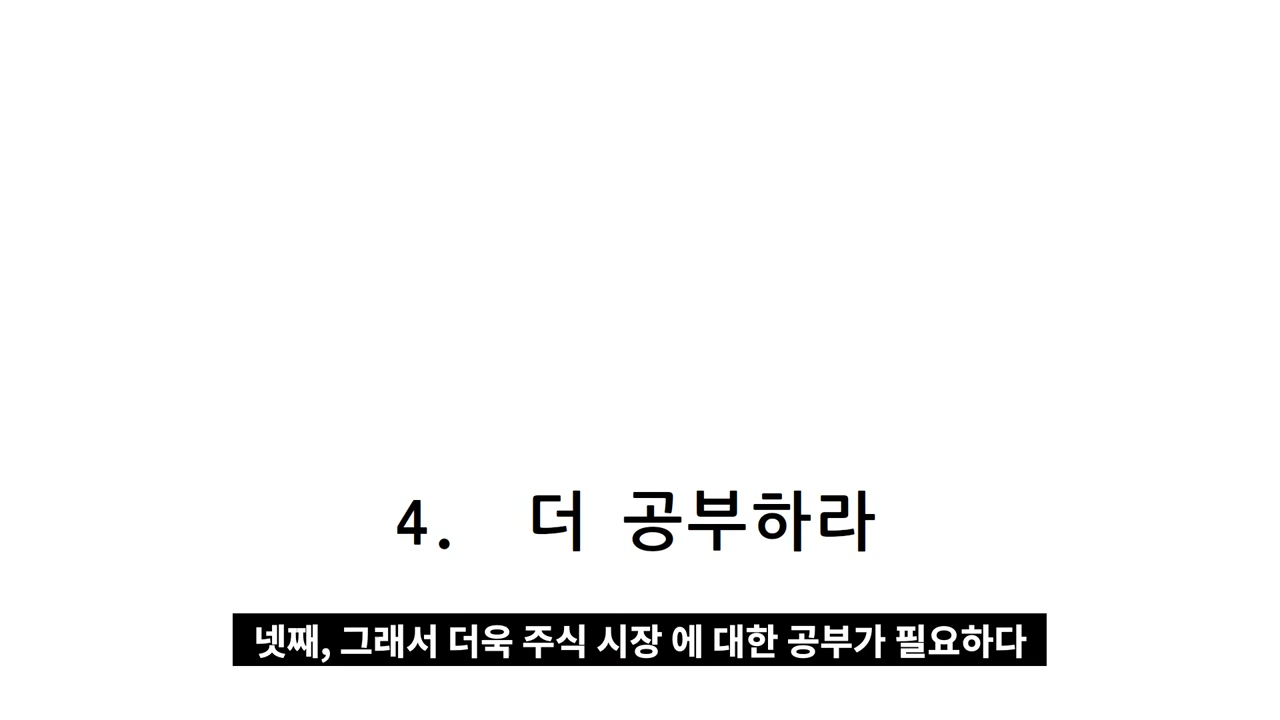 4. 더 공부하라
넷째, 그래서 더욱 주식 시장 에 대한 공부가 필요하다